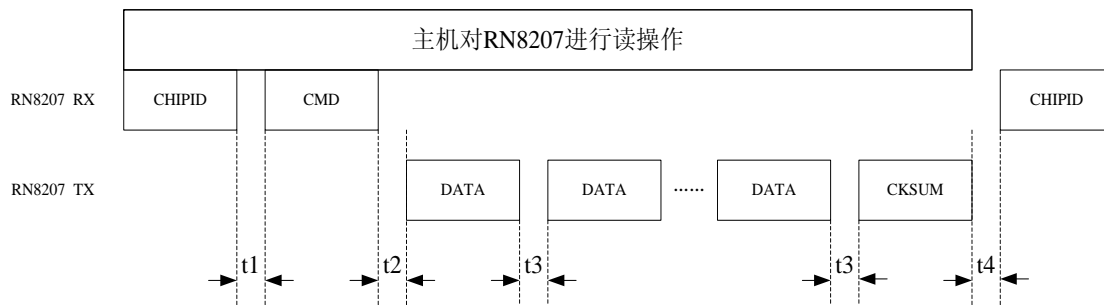 主机对RN8207进行读操作
RN8207 RX CHIPID CMD CHIPID
RN8207 TX DATA DATA ...... DATA CKSUM
t1 t2 t3 t3 t4